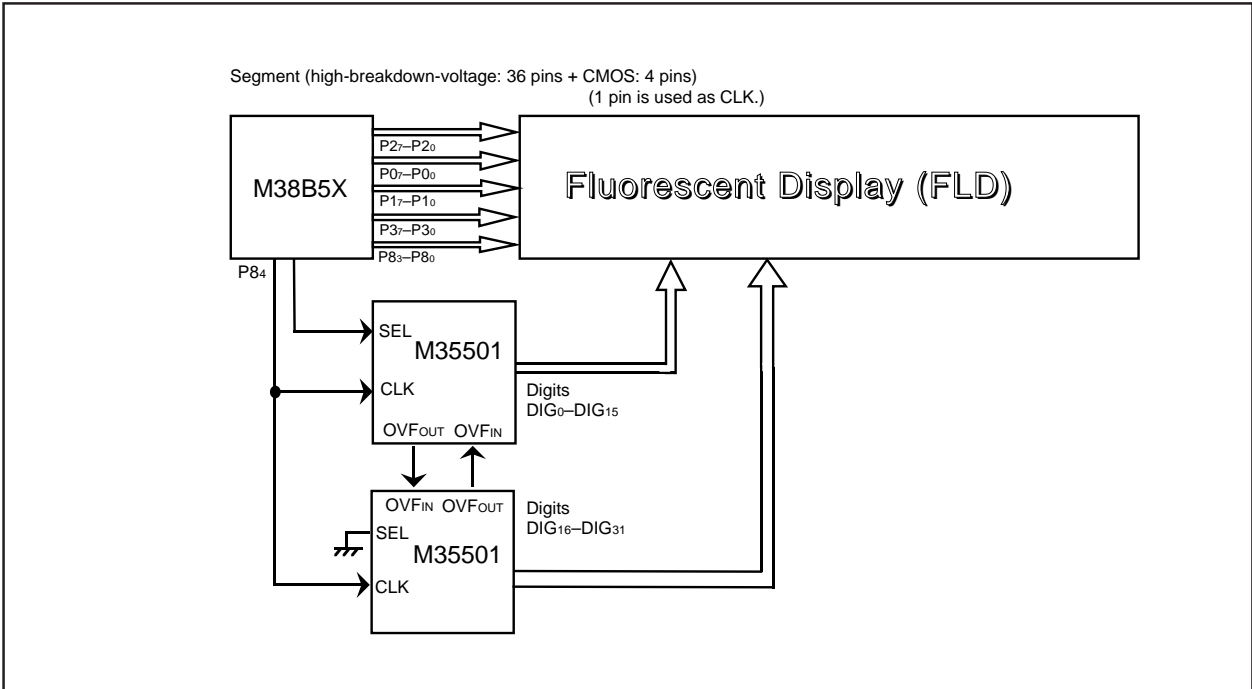 Segment (high-breakdown-voltage: 36 pins + CMOS: 4 pins)
(1 pin is used as CLK.)
M38B5X
P27–P20
P07–P00
P17–P10
P37–P30
P83–P80
Fluorescent Display (FLD)
P84
SEL
M35501
CLK
OVFOUT OVFIN
Digits
DIG0–DIG15
OVFIN OVFOUT
SEL
M35501
CLK
Digits
DIG16–DIG31